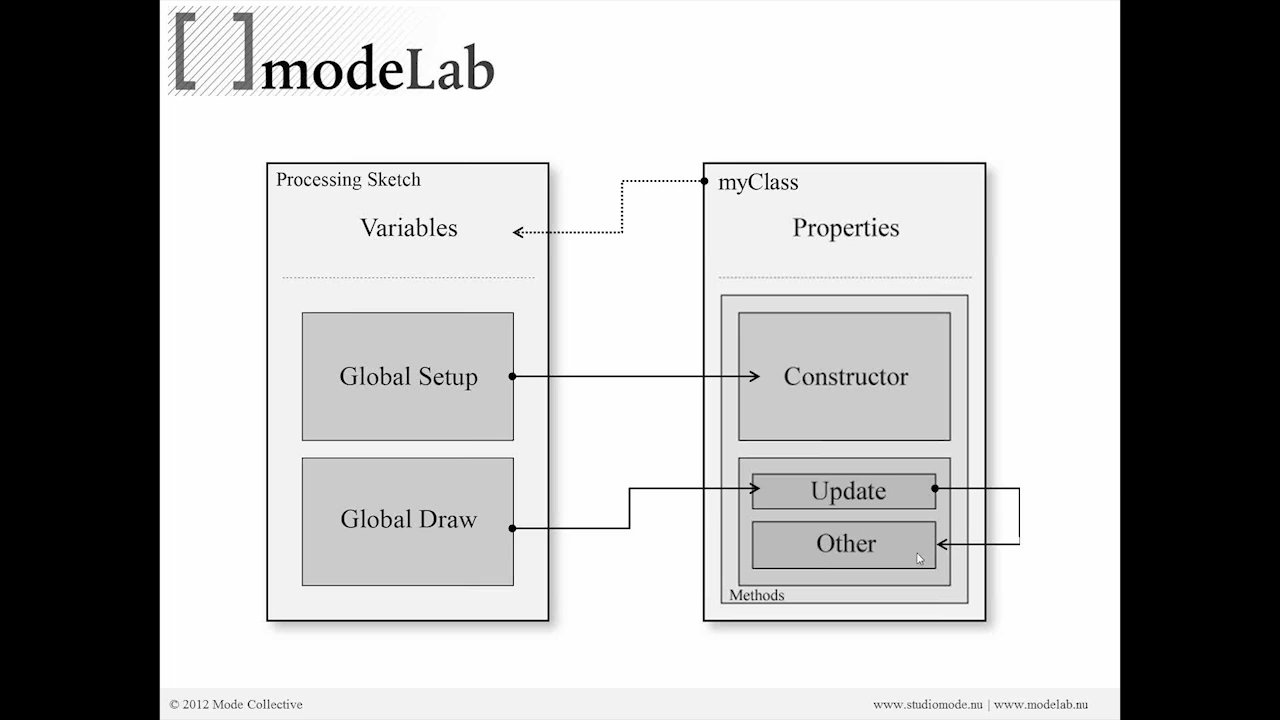 [ ] modeLab
Processing Sketch
Variables
Global Setup
Global Draw
myClass
Properties
Constructor
Update
Other
Methods
© 2012 Mode Collective
www.studiomode.nu | www.modelab.nu